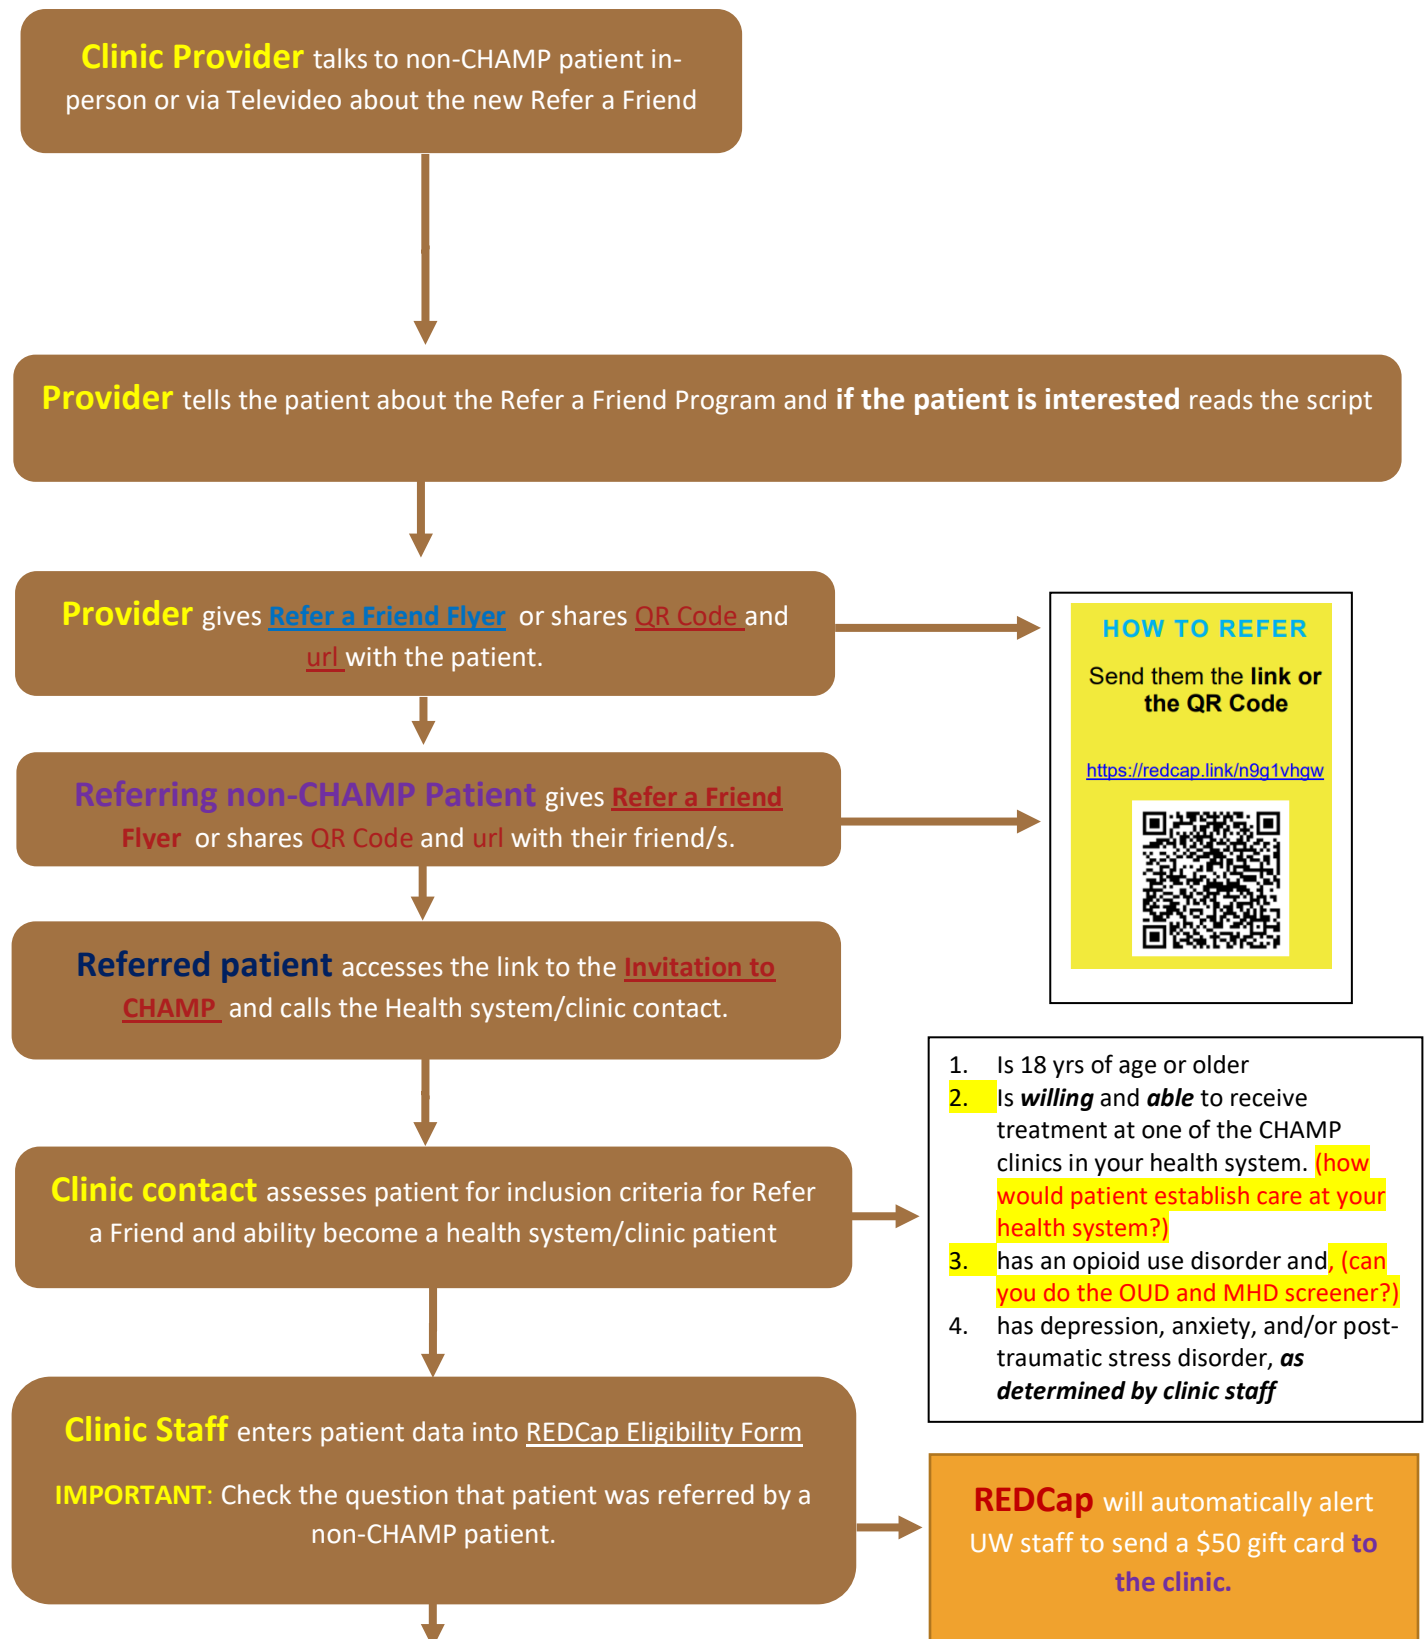 Clinic Provider talks to non-CHAMP patient in-
person or via Televideo about the new Refer a Friend
Provider tells the patient about the Refer a Friend Program and if the patient is interested reads the script
Provider gives Refer a Friend Flyer or shares QR Code and
url with the patient.
HOW TO REFER
Send them the link or
the QR Code
https://redcap.link/n9g1vhgw
Referring non-CHAMP Patient gives Refer a Friend
Flyer or shares QR Code and url with their friend/s.
Referred patient accesses the link to the Invitation to
CHAMP and calls the Health system/clinic contact.
Clinic contact assesses patient for inclusion criteria for Refer
a Friend and ability become a health system/clinic patient
1. Is 18 yrs of age or older
2. Is willing and able to receive
treatment at one of the CHAMP
clinics in your health system. (how
would patient establish care at your
health system?)
3. has an opioid use disorder and, (can
you do the OUD and MHD screener?)
4. has depression, anxiety, and/or post-
traumatic stress disorder, as
determined by clinic staff
Clinic Staff enters patient data into REDCap Eligibility Form
IMPORTANT: Check the question that patient was referred by a
non-CHAMP patient.
REDCap will automatically alert
UW staff to send a $50 gift card to
the clinic.